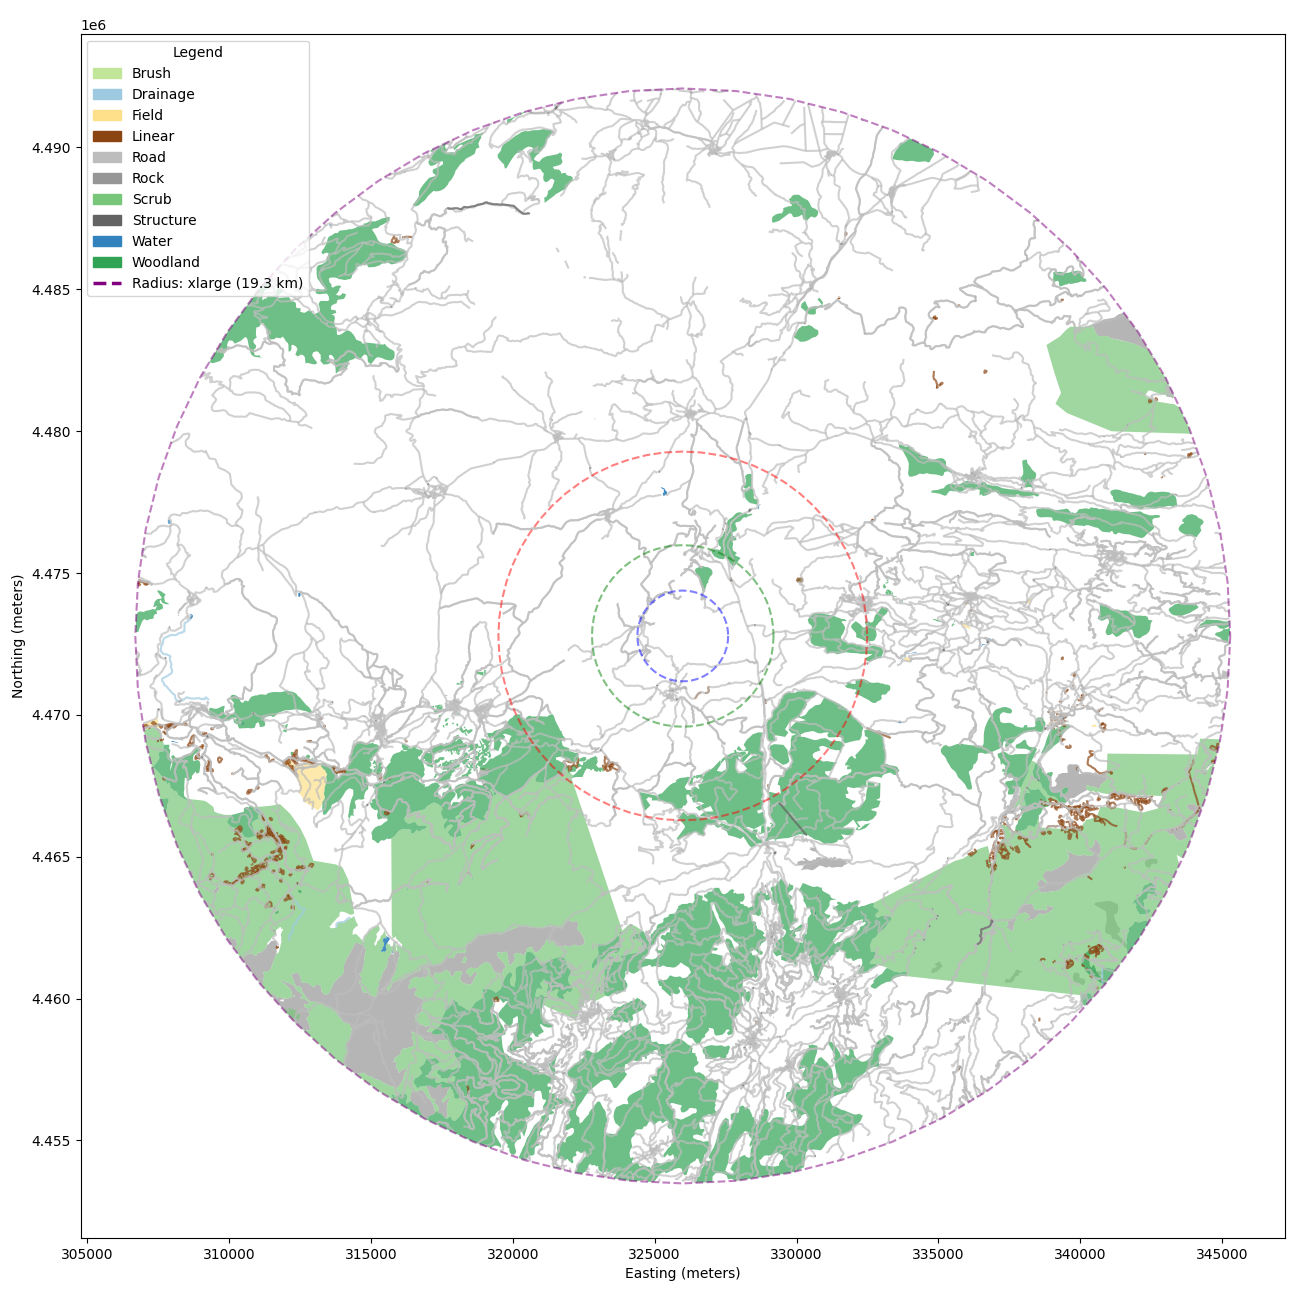 1e6
Legend
Brush
Drainage
Field
Linear
Road
Rock
Scrub
Structure
Water
Woodland
Radius: xlarge (19.3 km)
4.490
4.485
4.480
4.475
4.470
4.465
4.460
4.455
Northing (meters)
305000 310000 315000 320000 325000 330000 335000 340000 345000
Easting (meters)